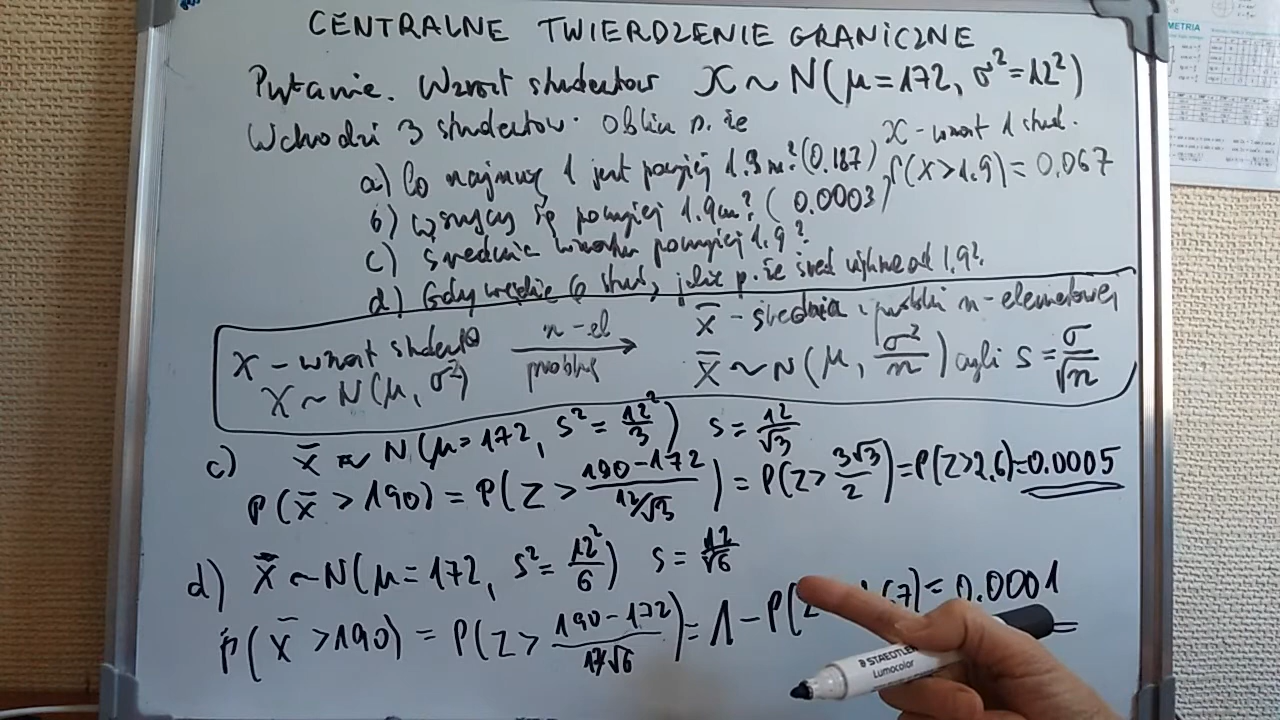 CENTRALNE TWIERDZENIE GRANICZNE
Pytanie. Wzrost studentów X ~ N(μ=172, σ²=12²)
Wchodzi 3 studentów. Oblicz p. że
X - wzrost 1 stud.
a) Co najmniej 1 jest powyżej 1.9 m? (0.187) P(X>1.9) = 0.067
b) wszyscy są powyżej 1.9m? (0.0003)
c) średnia wzrostu powyżej 1.9?
d) Gdy wejdzie 6 stud, jakie p. że śred większe od 1.9?
X - wzrost studenta n-el próbka X̄ - średnia z próbki n-elementowej
X ~ N(μ, σ²) X̄ ~ N(μ, σ²/n) czyli s = σ/√n
c) X̄ ~ N(μ=172, s² = 12²/3) s = 12/√3
P(X̄ > 190) = P(Z > (190-172)/(12/√3)) = P(Z > 3√3/2) = P(Z>2.6) = 0.0005
d) X̄ ~ N(μ=172, s² = 12²/6) s = 12/√6
P(X̄ > 190) = P(Z > (190-172)/(12/√6)) = 1 - P(Z 67) = 0.0001
STAEDTLER
Lumocolor